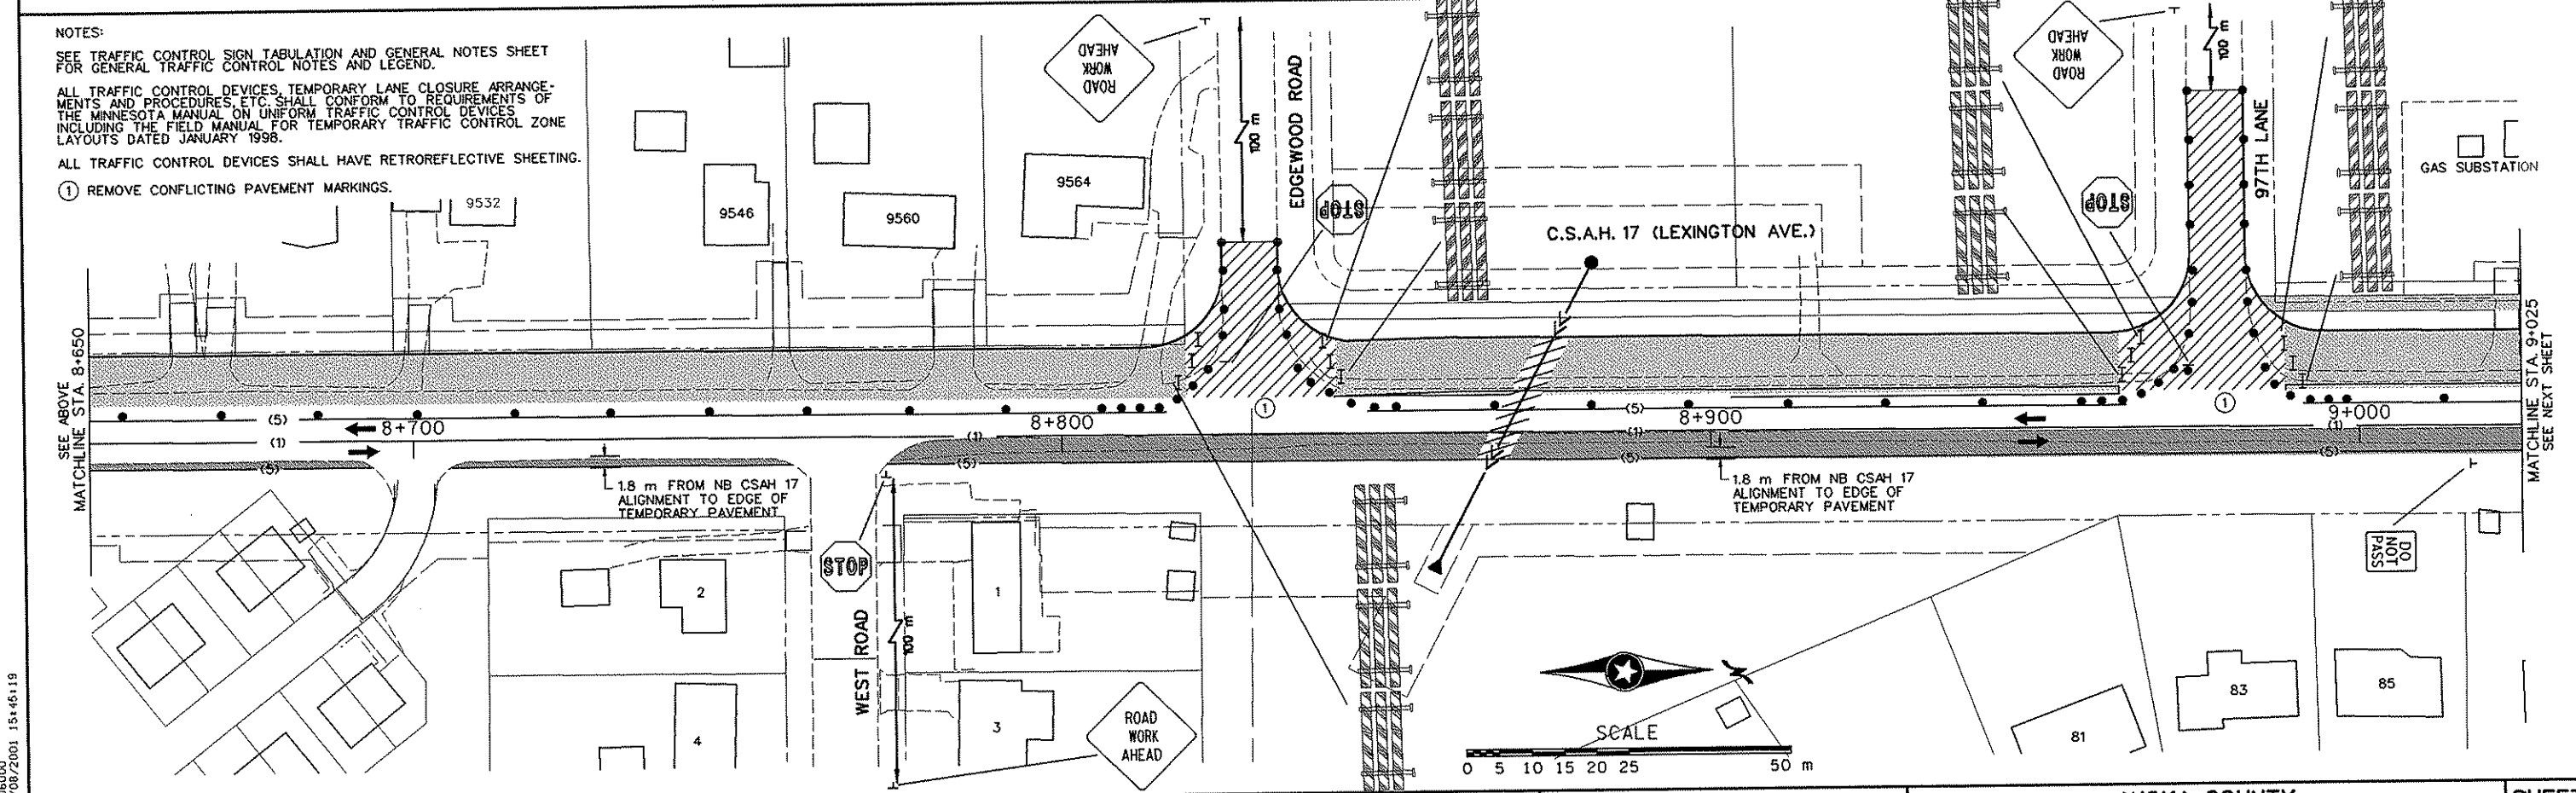 NOTES:
SEE TRAFFIC CONTROL SIGN TABULATION AND GENERAL NOTES SHEET
FOR GENERAL TRAFFIC CONTROL NOTES AND LEGEND.
ALL TRAFFIC CONTROL DEVICES, TEMPORARY LANE CLOSURE ARRANGE-
MENTS AND PROCEDURES, ETC. SHALL CONFORM TO REQUIREMENTS OF
THE MINNESOTA MANUAL ON UNIFORM TRAFFIC CONTROL DEVICES
INCLUDING THE FIELD MANUAL FOR TEMPORARY TRAFFIC CONTROL ZONE
LAYOUTS DATED JANUARY 1998.
ALL TRAFFIC CONTROL DEVICES SHALL HAVE RETROREFLECTIVE SHEETING.
① REMOVE CONFLICTING PAVEMENT MARKINGS.
9532
9546
9560
9564
ROAD
WORK
AHEAD
100 m
EDGEWOOD ROAD
STOP
C.S.A.H. 17 (LEXINGTON AVE.)
ROAD
WORK
AHEAD
100 m
97TH LANE
STOP
GAS SUBSTATION
SEE ABOVE
MATCHLINE STA. 8+650
(5)
(1)
(5)
8+700
(1)
(5)
8+800
①
(5)
8+900
(1)
(5)
①
9+000
(1)
(5)
MATCHLINE STA. 9+025
SEE NEXT SHEET
1.8 m FROM NB CSAH 17
ALIGNMENT TO EDGE OF
TEMPORARY PAVEMENT
1.8 m FROM NB CSAH 17
ALIGNMENT TO EDGE OF
TEMPORARY PAVEMENT
STOP
WEST ROAD
100 m
2
4
1
3
ROAD
WORK
AHEAD
DO
NOT
PASS
81
83
85
SCALE
0 5 10 15 20 25 50 m
/08/2001 15:45:19